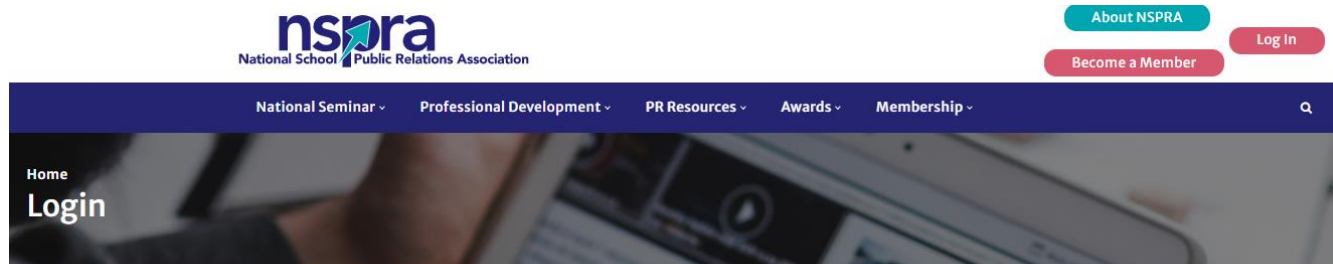 nspra
National School Public Relations Association
About NSPRA
Log In
Become a Member
National Seminar Professional Development PR Resources Awards Membership
Home
Login